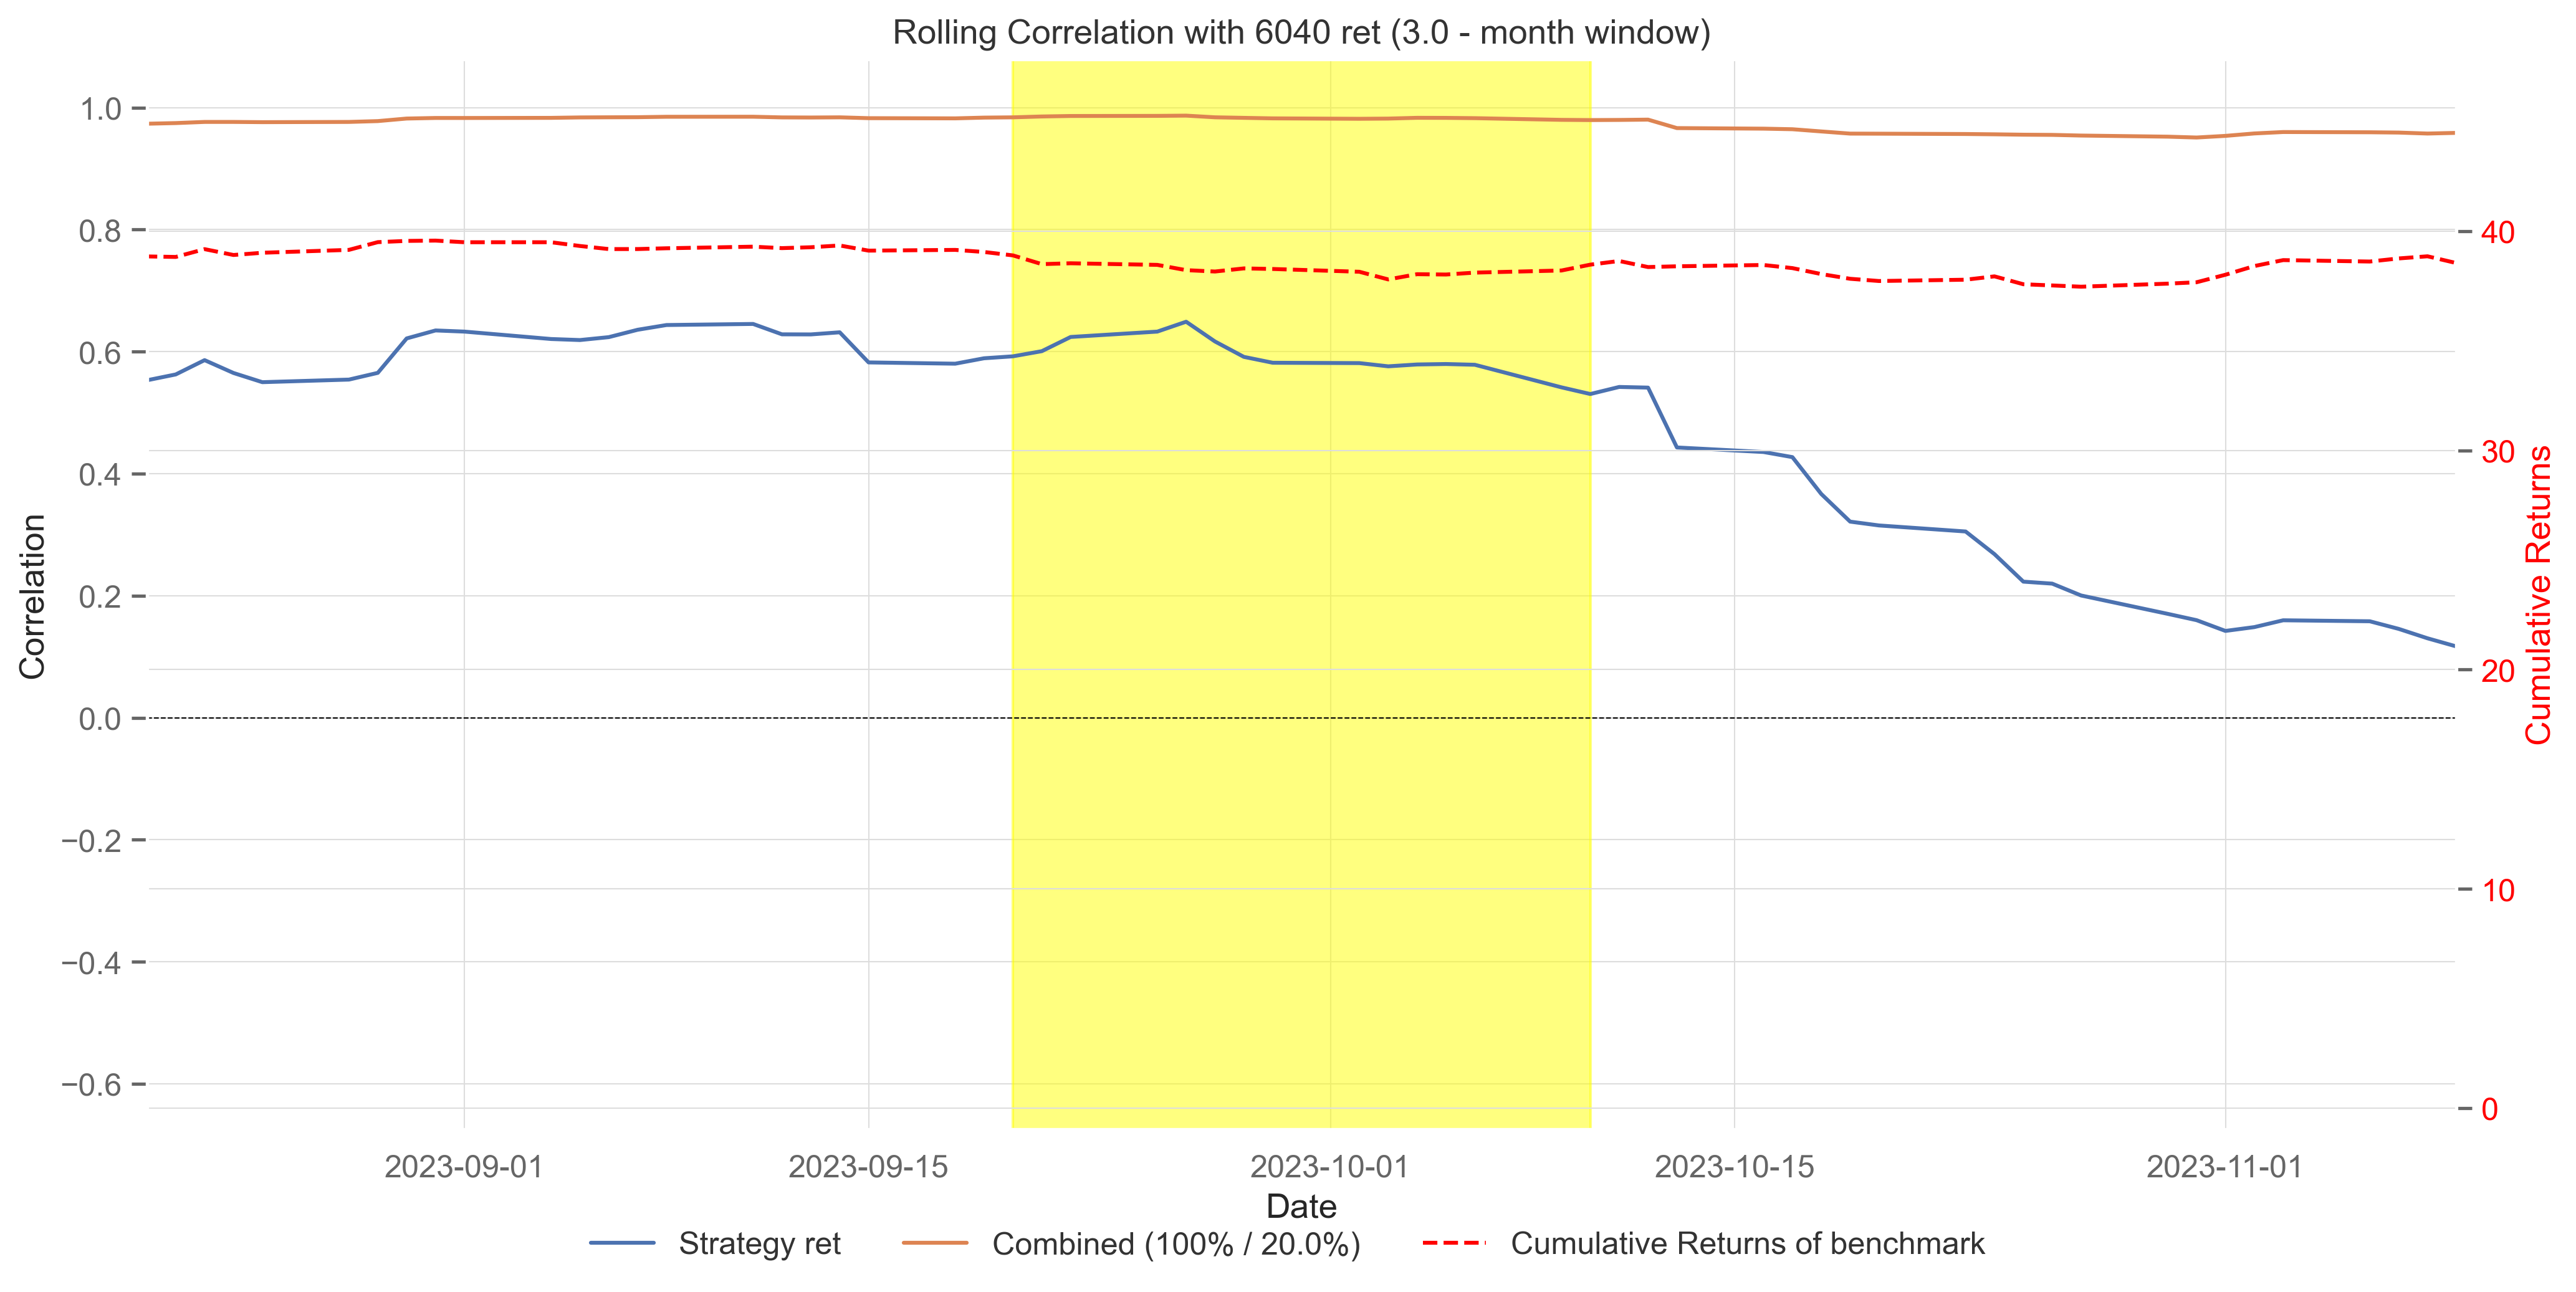 Rolling Correlation with 6040 ret (3.0 - month window)
1.0
0.8
0.6
0.4
0.2
0.0
−0.2
−0.4
−0.6
Correlation
40
30
20
10
0
Cumulative Returns
2023-09-01 2023-09-15 2023-10-01 2023-10-15 2023-11-01
Date
Strategy ret Combined (100% / 20.0%) Cumulative Returns of benchmark